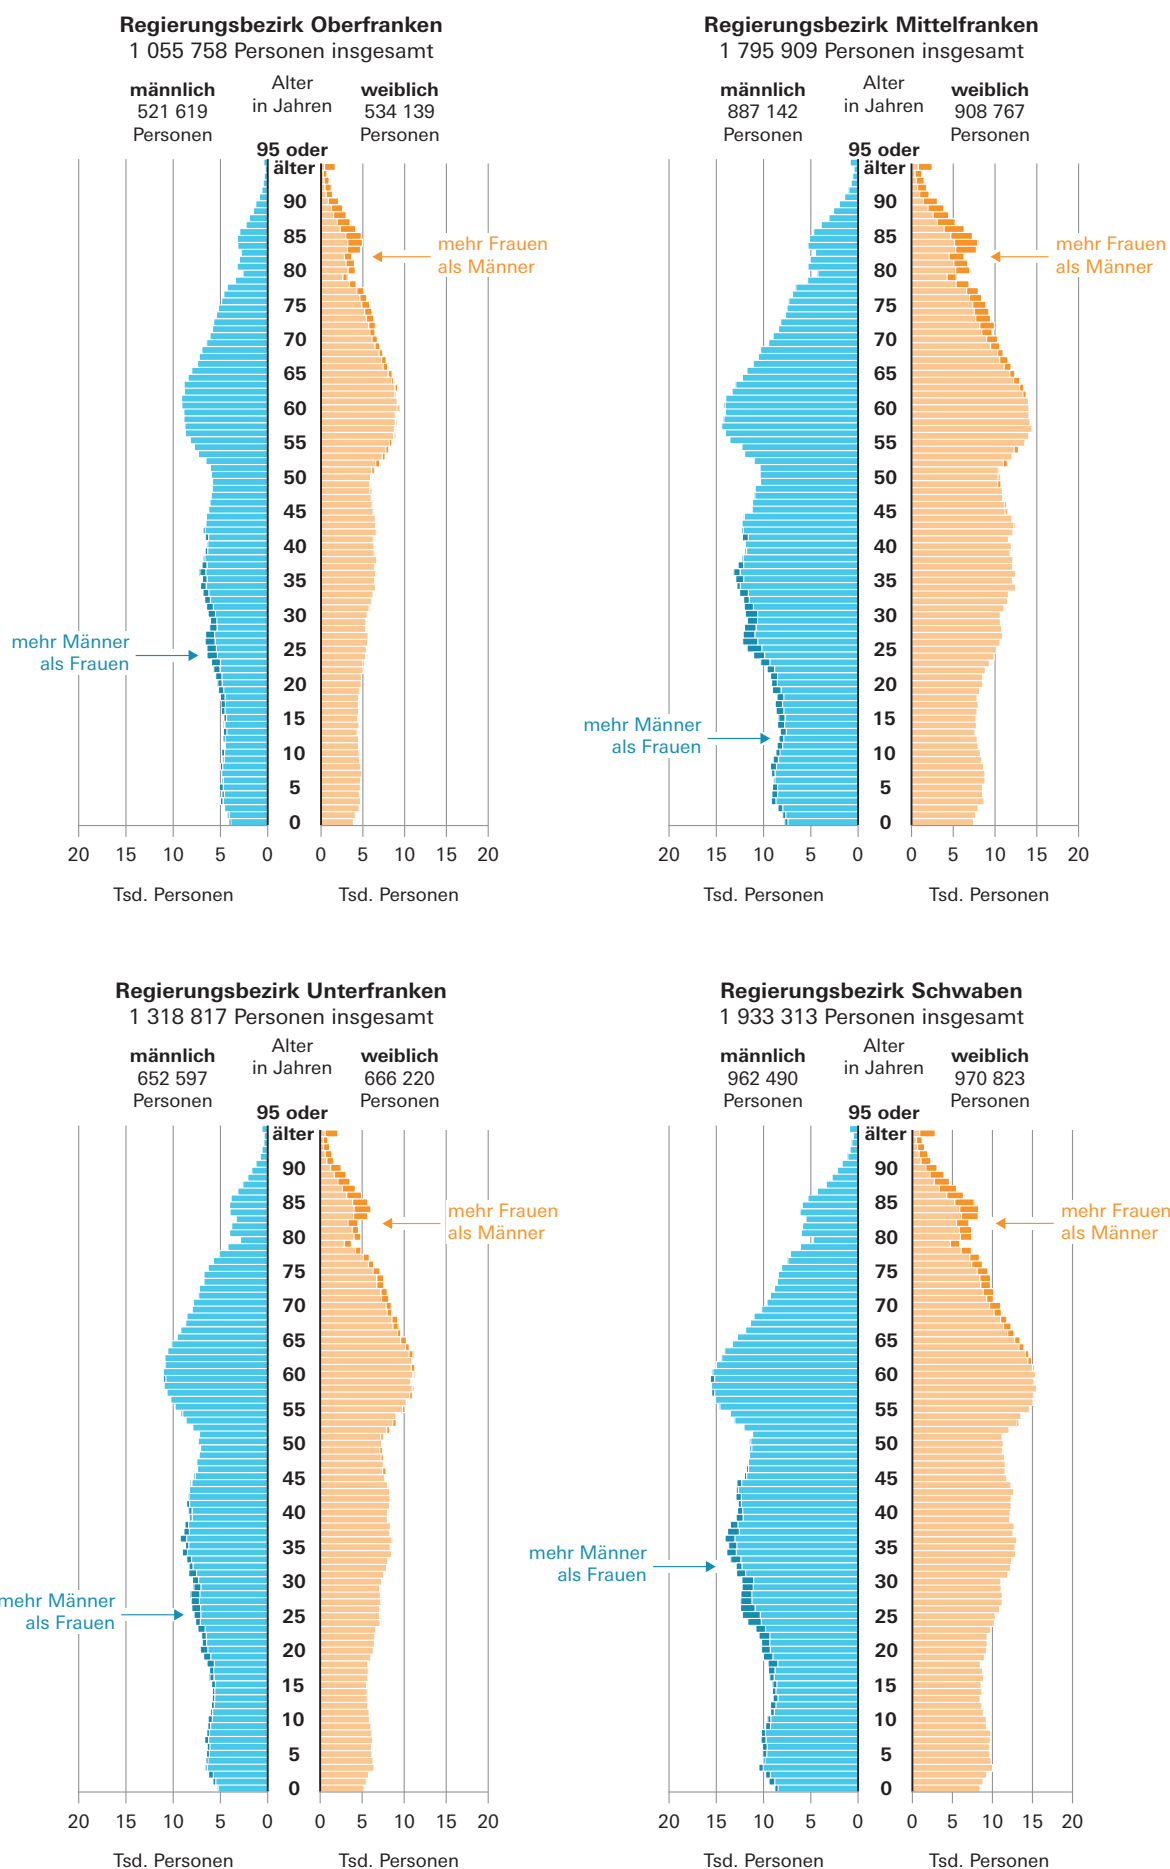 Regierungsbezirk Oberfranken
1 055 758 Personen insgesamt
männlich
521 619
Personen
Alter
in Jahren
weiblich
534 139
Personen
95 oder
älter
90
85
80
75
70
65
60
55
50
45
40
35
30
25
20
15
10
5
0
mehr Frauen
als Männer
mehr Männer
als Frauen
20 15 10 5 0 0 5 10 15 20
Tsd. Personen Tsd. Personen
Regierungsbezirk Mittelfranken
1 795 909 Personen insgesamt
männlich
887 142
Personen
Alter
in Jahren
weiblich
908 767
Personen
95 oder
älter
90
85
80
75
70
65
60
55
50
45
40
35
30
25
20
15
10
5
0
mehr Frauen
als Männer
mehr Männer
als Frauen
20 15 10 5 0 0 5 10 15 20
Tsd. Personen Tsd. Personen
Regierungsbezirk Unterfranken
1 318 817 Personen insgesamt
männlich
652 597
Personen
Alter
in Jahren
weiblich
666 220
Personen
95 oder
älter
90
85
80
75
70
65
60
55
50
45
40
35
30
25
20
15
10
5
0
mehr Frauen
als Männer
mehr Männer
als Frauen
20 15 10 5 0 0 5 10 15 20
Tsd. Personen Tsd. Personen
Regierungsbezirk Schwaben
1 933 313 Personen insgesamt
männlich
962 490
Personen
Alter
in Jahren
weiblich
970 823
Personen
95 oder
älter
90
85
80
75
70
65
60
55
50
45
40
35
30
25
20
15
10
5
0
mehr Frauen
als Männer
mehr Männer
als Frauen
20 15 10 5 0 0 5 10 15 20
Tsd. Personen Tsd. Personen